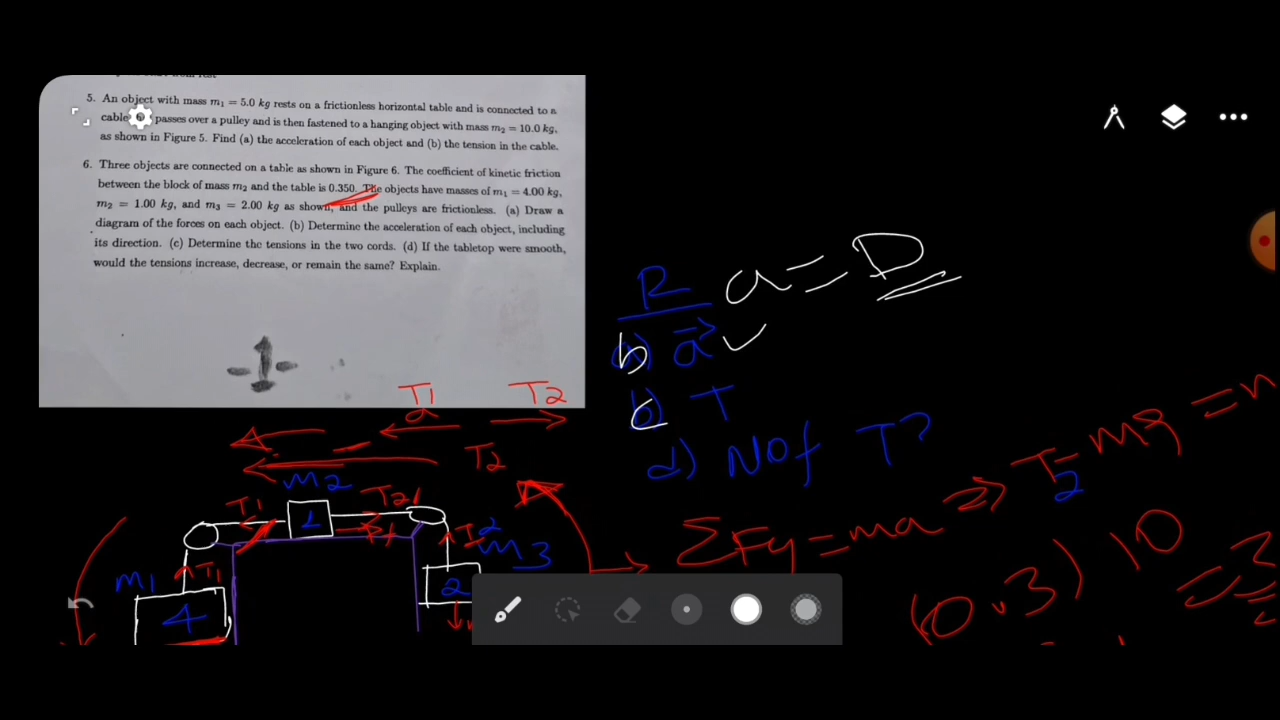 5. An object with mass m₁ = 5.0 kg rests on a frictionless horizontal table and is connected to a
cable passes over a pulley and is then fastened to a hanging object with mass m₂ = 10.0 kg,
as shown in Figure 5. Find (a) the acceleration of each object and (b) the tension in the cable.
6. Three objects are connected on a table as shown in Figure 6. The coefficient of kinetic friction
between the block of mass m₂ and the table is 0.350. The objects have masses of m₁ = 4.00 kg,
m₂ = 1.00 kg, and m₃ = 2.00 kg as shown, and the pulleys are frictionless. (a) Draw a
diagram of the forces on each object. (b) Determine the acceleration of each object, including
its direction. (c) Determine the tensions in the two cords. (d) If the tabletop were smooth,
would the tensions increase, decrease, or remain the same? Explain.
-1-
R
a = D
b) a
c) T
d) Nof T?
T1
T2
T2
m2
T1
1
T2
m1
T1
4
m3
2
ΣFy = ma ⇒ T2 - mg =
(0.3) 10